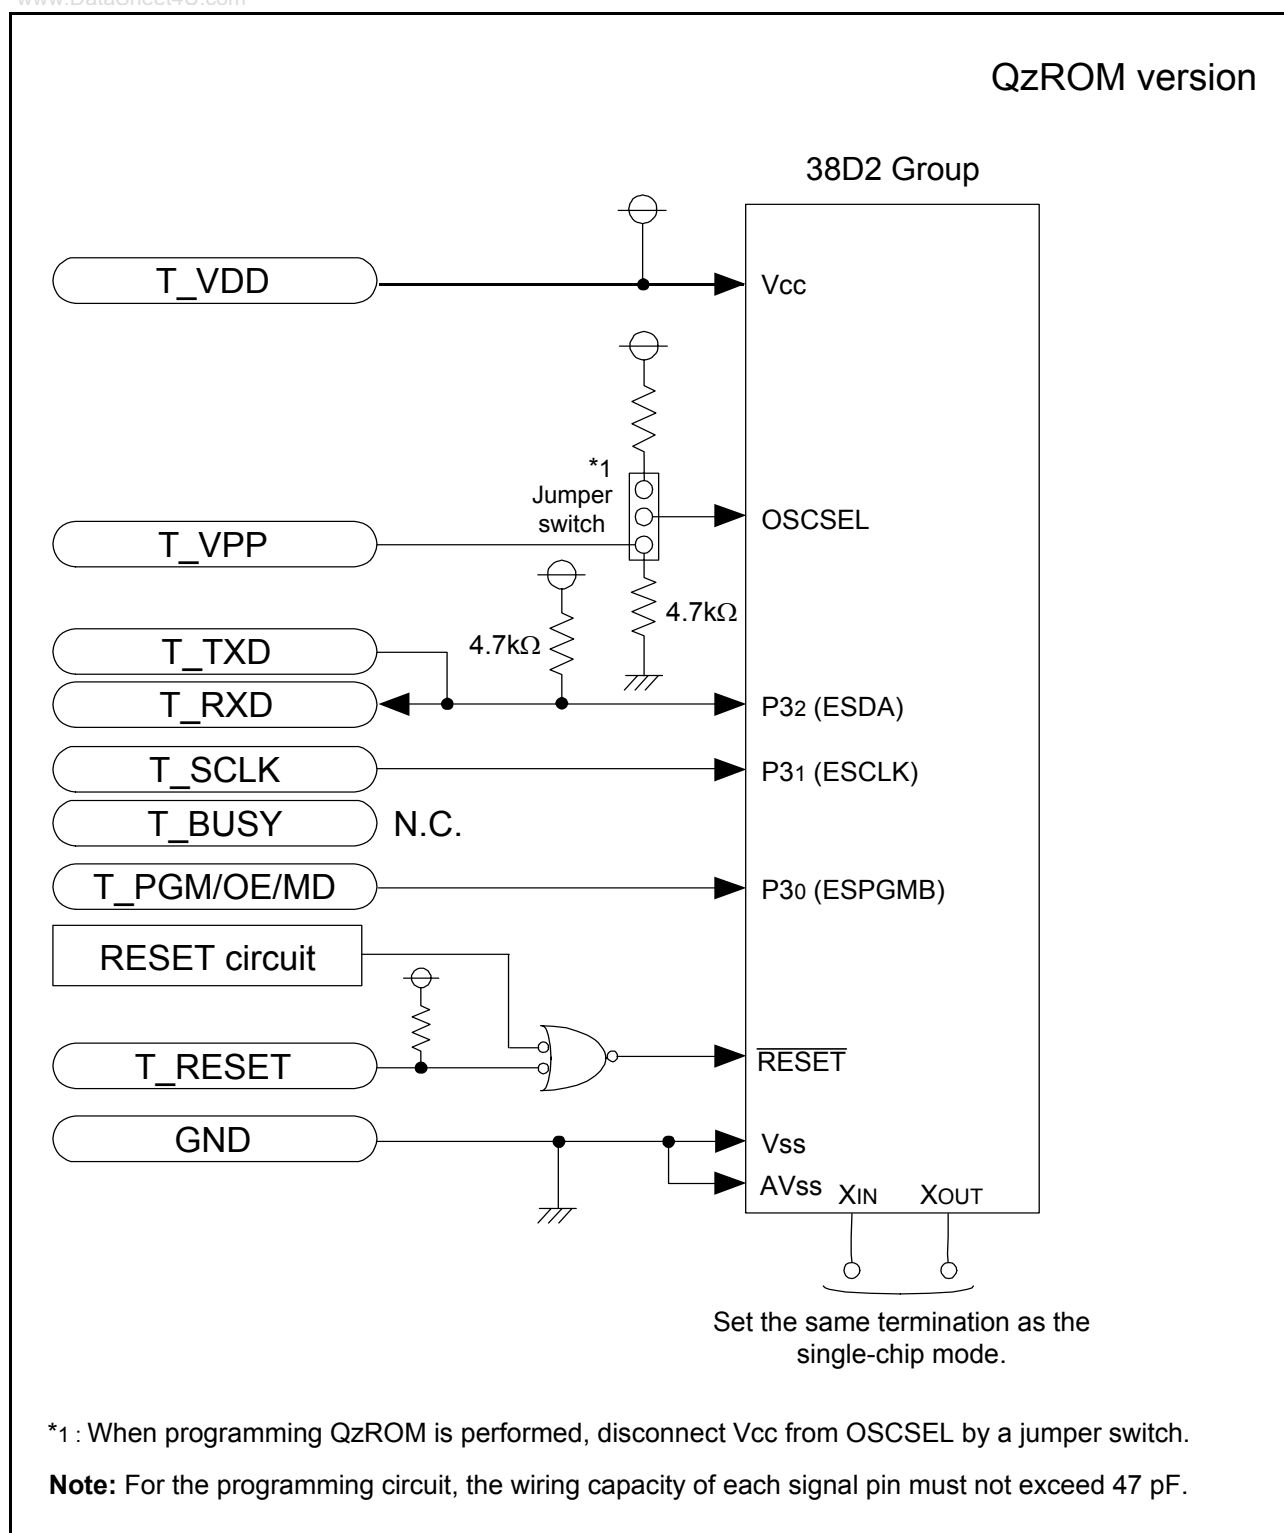 www.DataSheet4U.com
QzROM version
38D2 Group
T_VDD
Vcc
*1
Jumper
switch
OSCSEL
T_VPP
4.7kΩ
4.7kΩ
T_TXD
T_RXD
P32 (ESDA)
T_SCLK
P31 (ESCLK)
T_BUSY
N.C.
T_PGM/OE/MD
P30 (ESPGMB)
RESET circuit
T_RESET
RESET
GND
Vss
AVss
XIN
XOUT
Set the same termination as the
single-chip mode.
*1 : When programming QzROM is performed, disconnect Vcc from OSCSEL by a jumper switch.
Note: For the programming circuit, the wiring capacity of each signal pin must not exceed 47 pF.